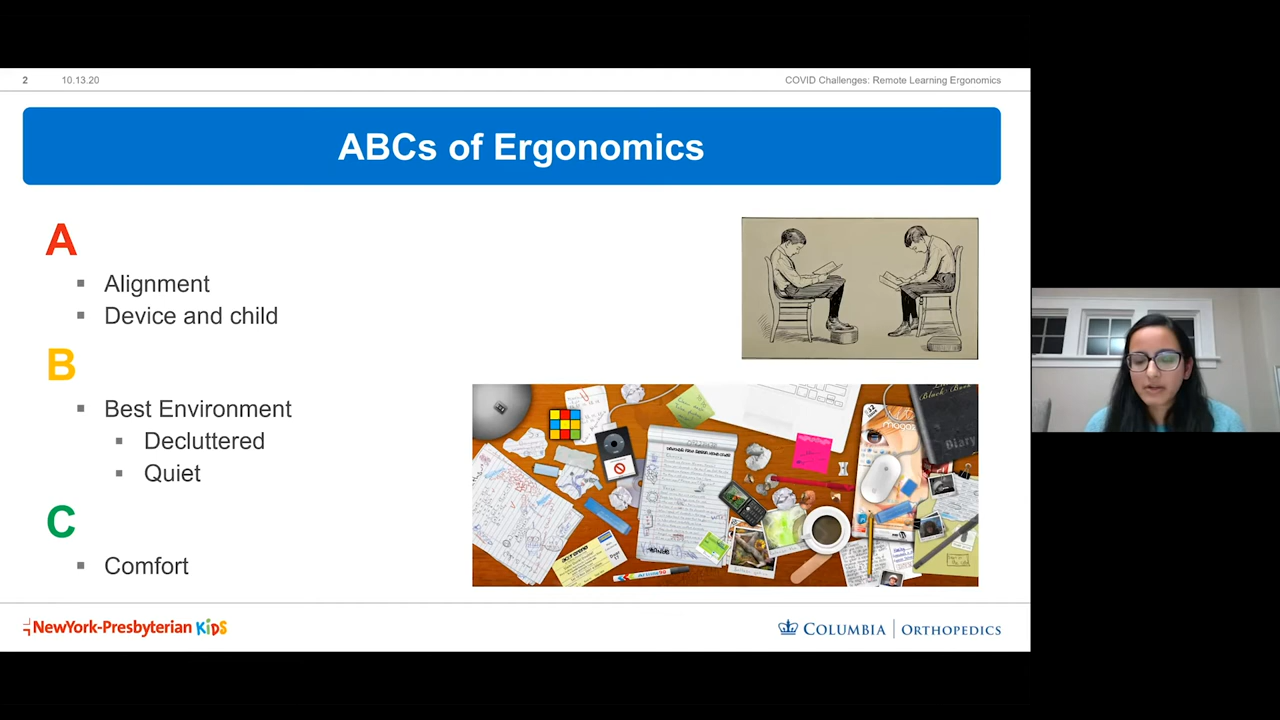 2 10.13.20 COVID Challenges: Remote Learning Ergonomics
ABCs of Ergonomics
A
▪ Alignment
▪ Device and child
B
▪ Best Environment
▪ Decluttered
▪ Quiet
C
▪ Comfort
Diary
NewYork-Presbyterian KiDS
COLUMBIA | ORTHOPEDICS